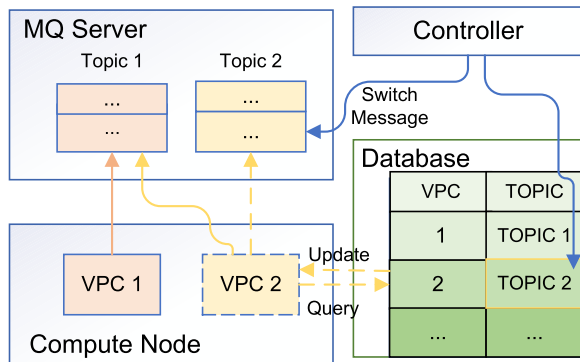 MQ Server
Controller
Topic 1
Topic 2
...
...
...
...
Switch
Message
Database
VPC
TOPIC
1
TOPIC 1
2
TOPIC 2
...
...
VPC 1
VPC 2
Update
Query
Compute Node